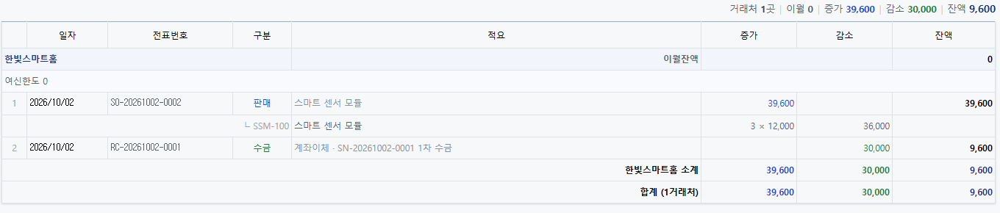 거래처 1곳 | 이월 0 | 증가 39,600 | 감소 30,000 | 잔액 9,600
일자 전표번호 구분 적요 증가 감소 잔액
한빛스마트홈 이월잔액 0
여신한도 0
1 2026/10/02 SO-20261002-0002 판매 스마트 센서 모듈 39,600 39,600
└ SSM-100 스마트 센서 모듈 3 × 12,000 36,000
2 2026/10/02 RC-20261002-0001 수금 계좌이체 · SN-20261002-0001 1차 수금 30,000 9,600
한빛스마트홈 소계 39,600 30,000 9,600
합계 (1거래처) 39,600 30,000 9,600